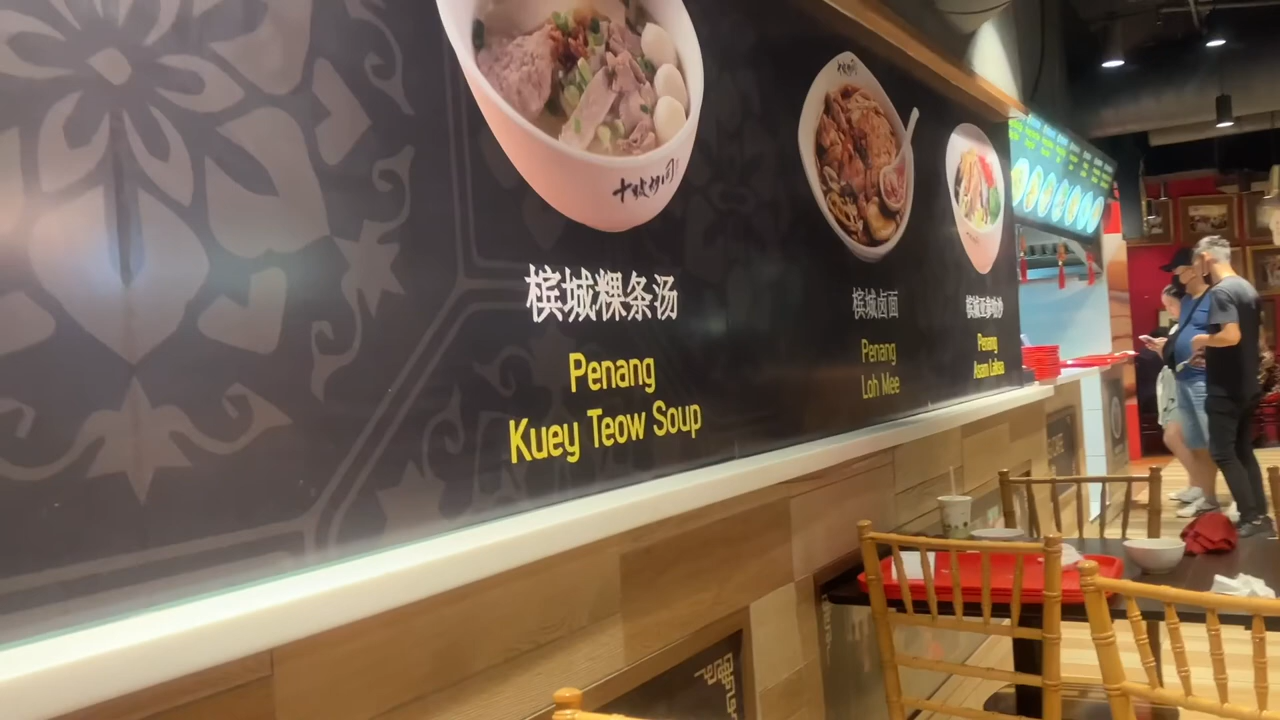 槟城粿条汤
Penang
Kuey Teow Soup
槟城卤面
Penang
Loh Mee
槟城亚参叻沙
Penang
Asam Laksa